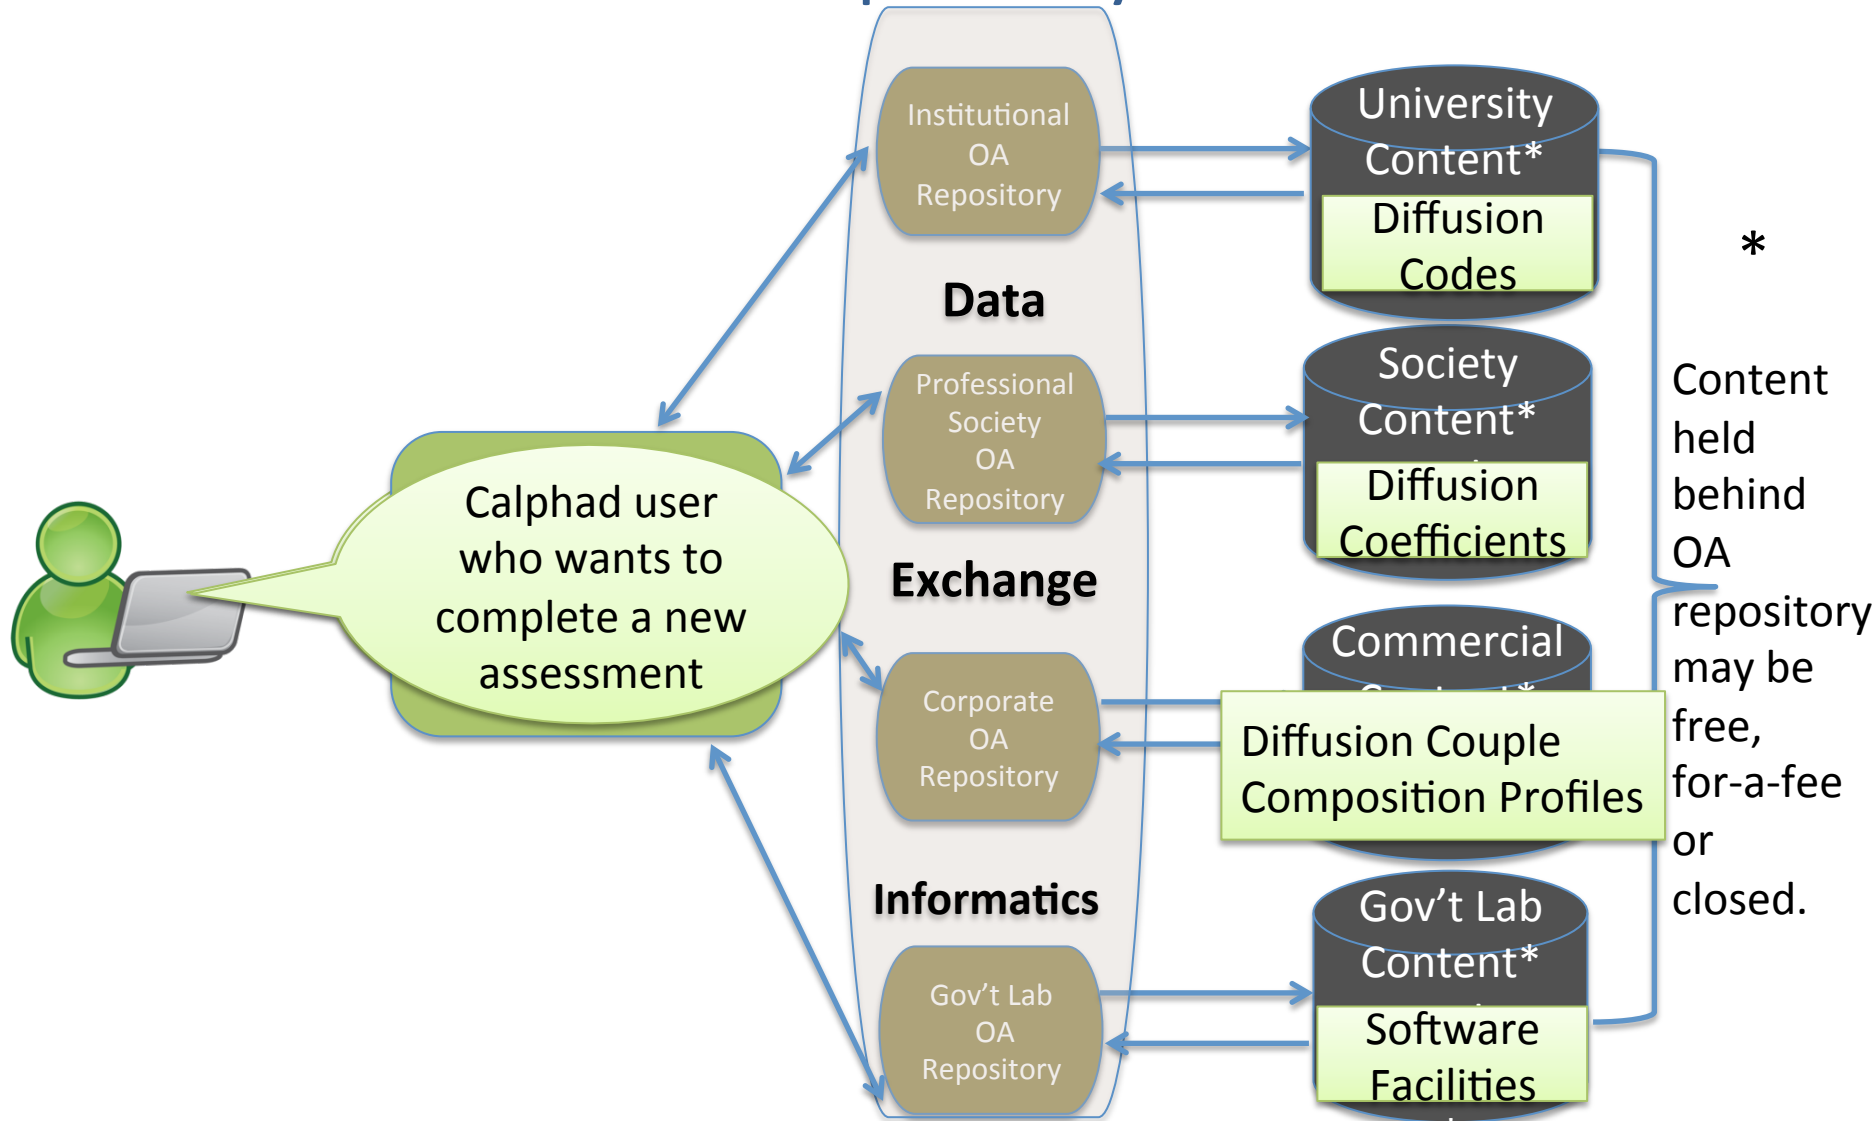 Institutional
OA
Repository
Data
Professional
Society
OA
Repository
Exchange
Corporate
OA
Repository
Informatics
Gov’t Lab
OA
Repository
Calphad user
who wants to
complete a new
assessment
University
Content*
Diffusion
Codes
Society
Content*
Diffusion
Coefficients
Commercial
Diffusion Couple
Composition Profiles
Gov’t Lab
Content*
Software
Facilities
*
Content
held
behind
OA
repository
may be
free,
for-a-fee
or
closed.